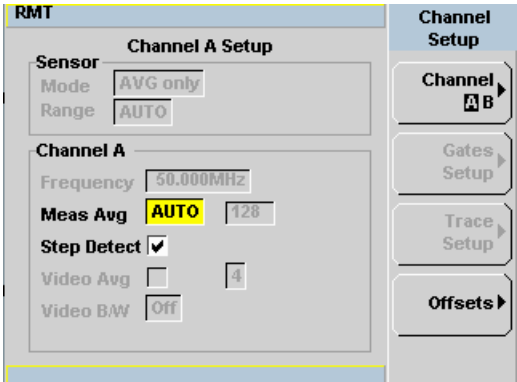 RMT
Channel A Setup
Sensor
Mode AVG only
Range AUTO
Channel A
Frequency 50.000MHz
Meas Avg AUTO 128
Step Detect
Video Avg 4
Video B/W Off
Channel
Setup
Channel
A B
Gates
Setup
Trace
Setup
Offsets